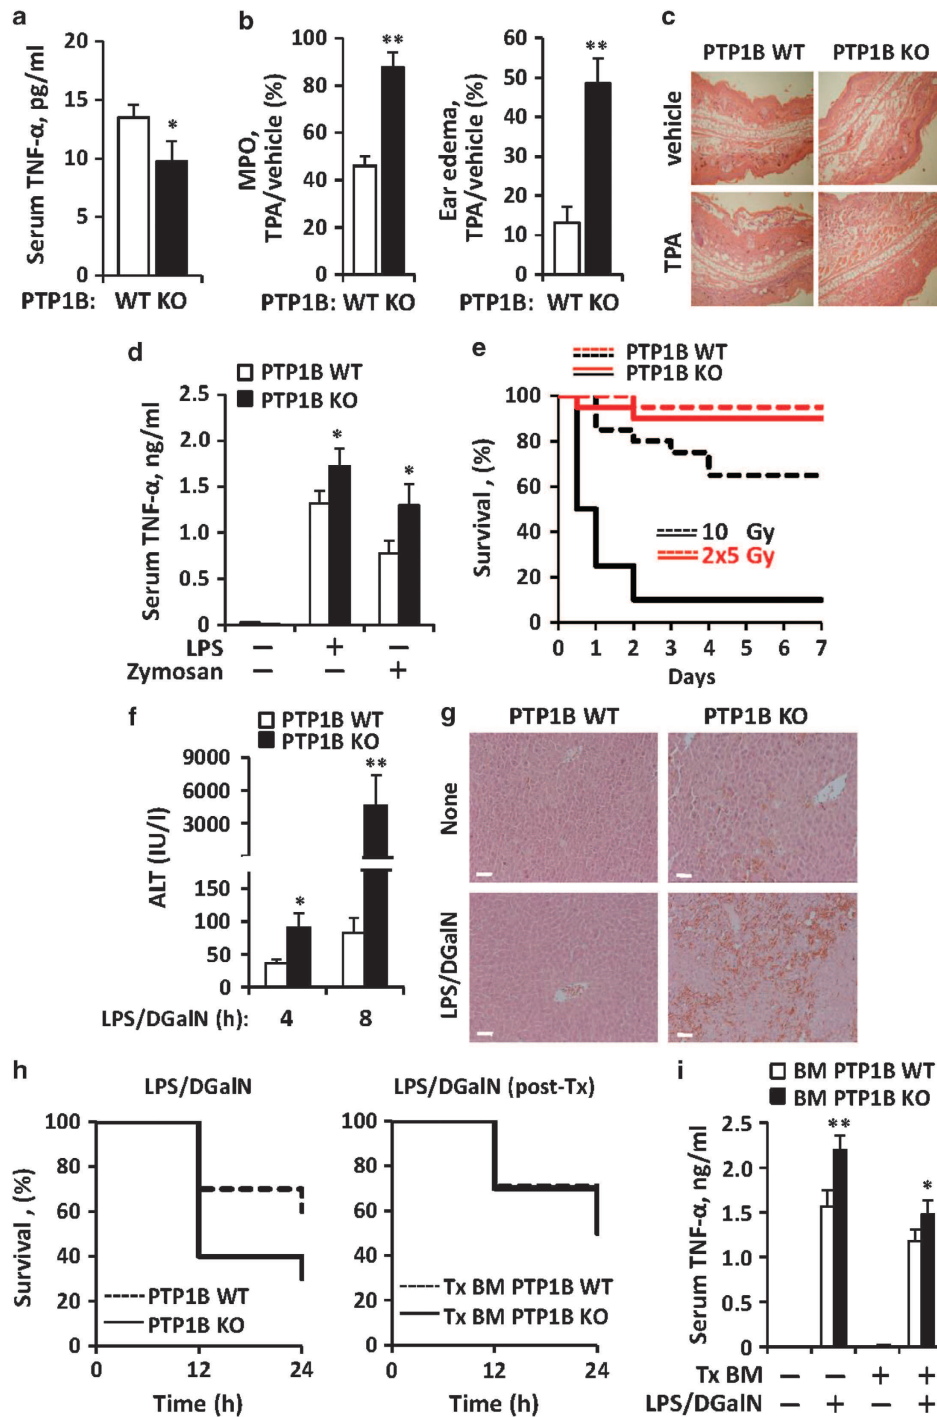 a
Serum TNF-α, pg/ml
20
15
10
5
0
*
PTP1B: WT KO
b
MPO,
TPA/vehicle (%)
100
80
60
40
20
0
**
PTP1B: WT KO
Ear edema,
TPA/vehicle (%)
60
50
40
30
20
10
0
**
PTP1B: WT KO
c
PTP1B WT PTP1B KO
vehicle
TPA
d
PTP1B WT
PTP1B KO
Serum TNF-α, ng/ml
2.5
2.0
1.5
1.0
0.5
0
*
*
LPS − + −
Zymosan − − +
e
PTP1B WT
PTP1B KO
Survival , (%)
100
80
60
40
20
0
10 Gy
2x5 Gy
0 1 2 3 4 5 6 7
Days
f
PTP1B WT
PTP1B KO
ALT (IU/l)
9000
6000
3000
150
100
50
0
*
**
LPS/DGalN (h): 4 8
g
PTP1B WT PTP1B KO
None
LPS/DGalN
h
LPS/DGalN
Survival , (%)
100
80
60
40
20
0
PTP1B WT
PTP1B KO
0 12 24
Time (h)
LPS/DGalN (post-Tx)
100
80
60
40
20
0
Tx BM PTP1B WT
Tx BM PTP1B KO
0 12 24
Time (h)
i
BM PTP1B WT
BM PTP1B KO
Serum TNF-α, ng/ml
2.5
2.0
1.5
1.0
0.5
0
**
*
Tx BM − − + +
LPS/DGalN − + − +